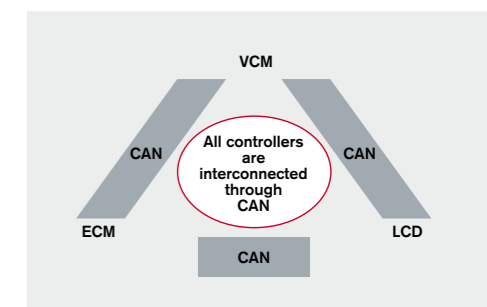 VCM
CAN
All controllers
are
interconnected
through
CAN
CAN
ECM
LCD
CAN